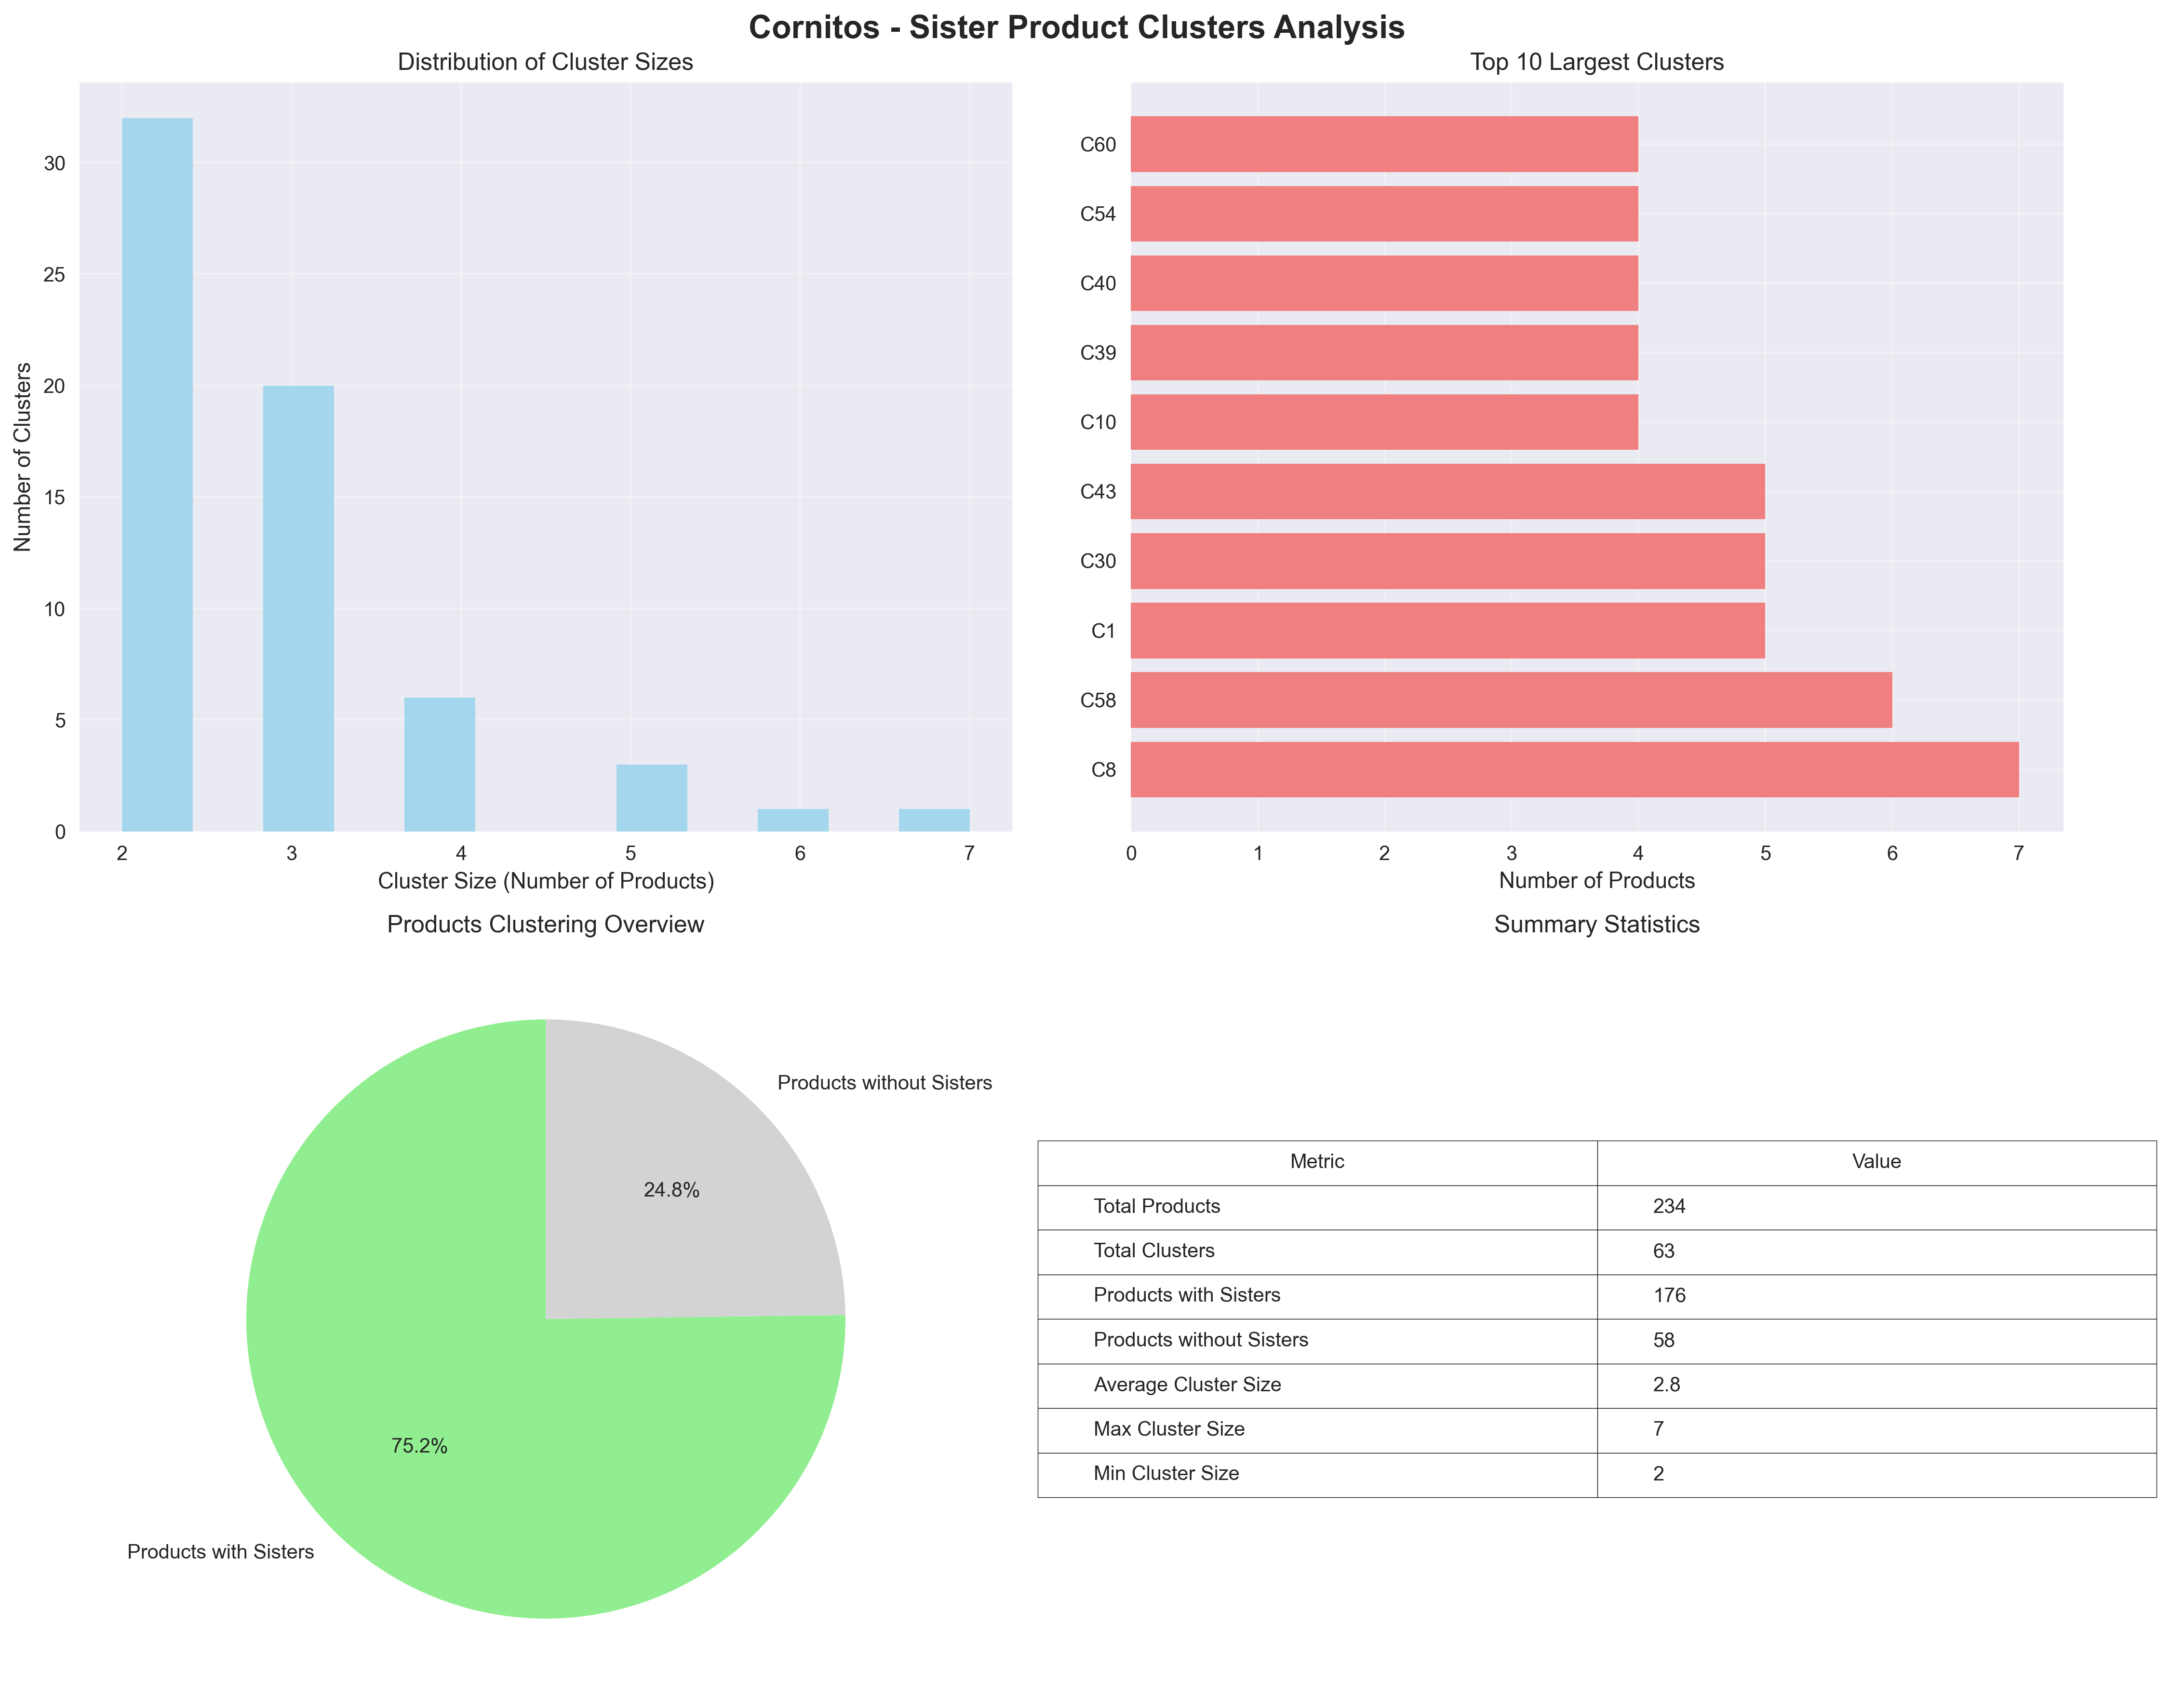 Cornitos - Sister Product Clusters Analysis
Distribution of Cluster Sizes
Number of Clusters
30
25
20
15
10
5
0
2 3 4 5 6 7
Cluster Size (Number of Products)
Top 10 Largest Clusters
C60
C54
C40
C39
C10
C43
C30
C1
C58
C8
0 1 2 3 4 5 6 7
Number of Products
Products Clustering Overview
Products without Sisters
24.8%
75.2%
Products with Sisters
Summary Statistics
Metric Value
Total Products 234
Total Clusters 63
Products with Sisters 176
Products without Sisters 58
Average Cluster Size 2.8
Max Cluster Size 7
Min Cluster Size 2